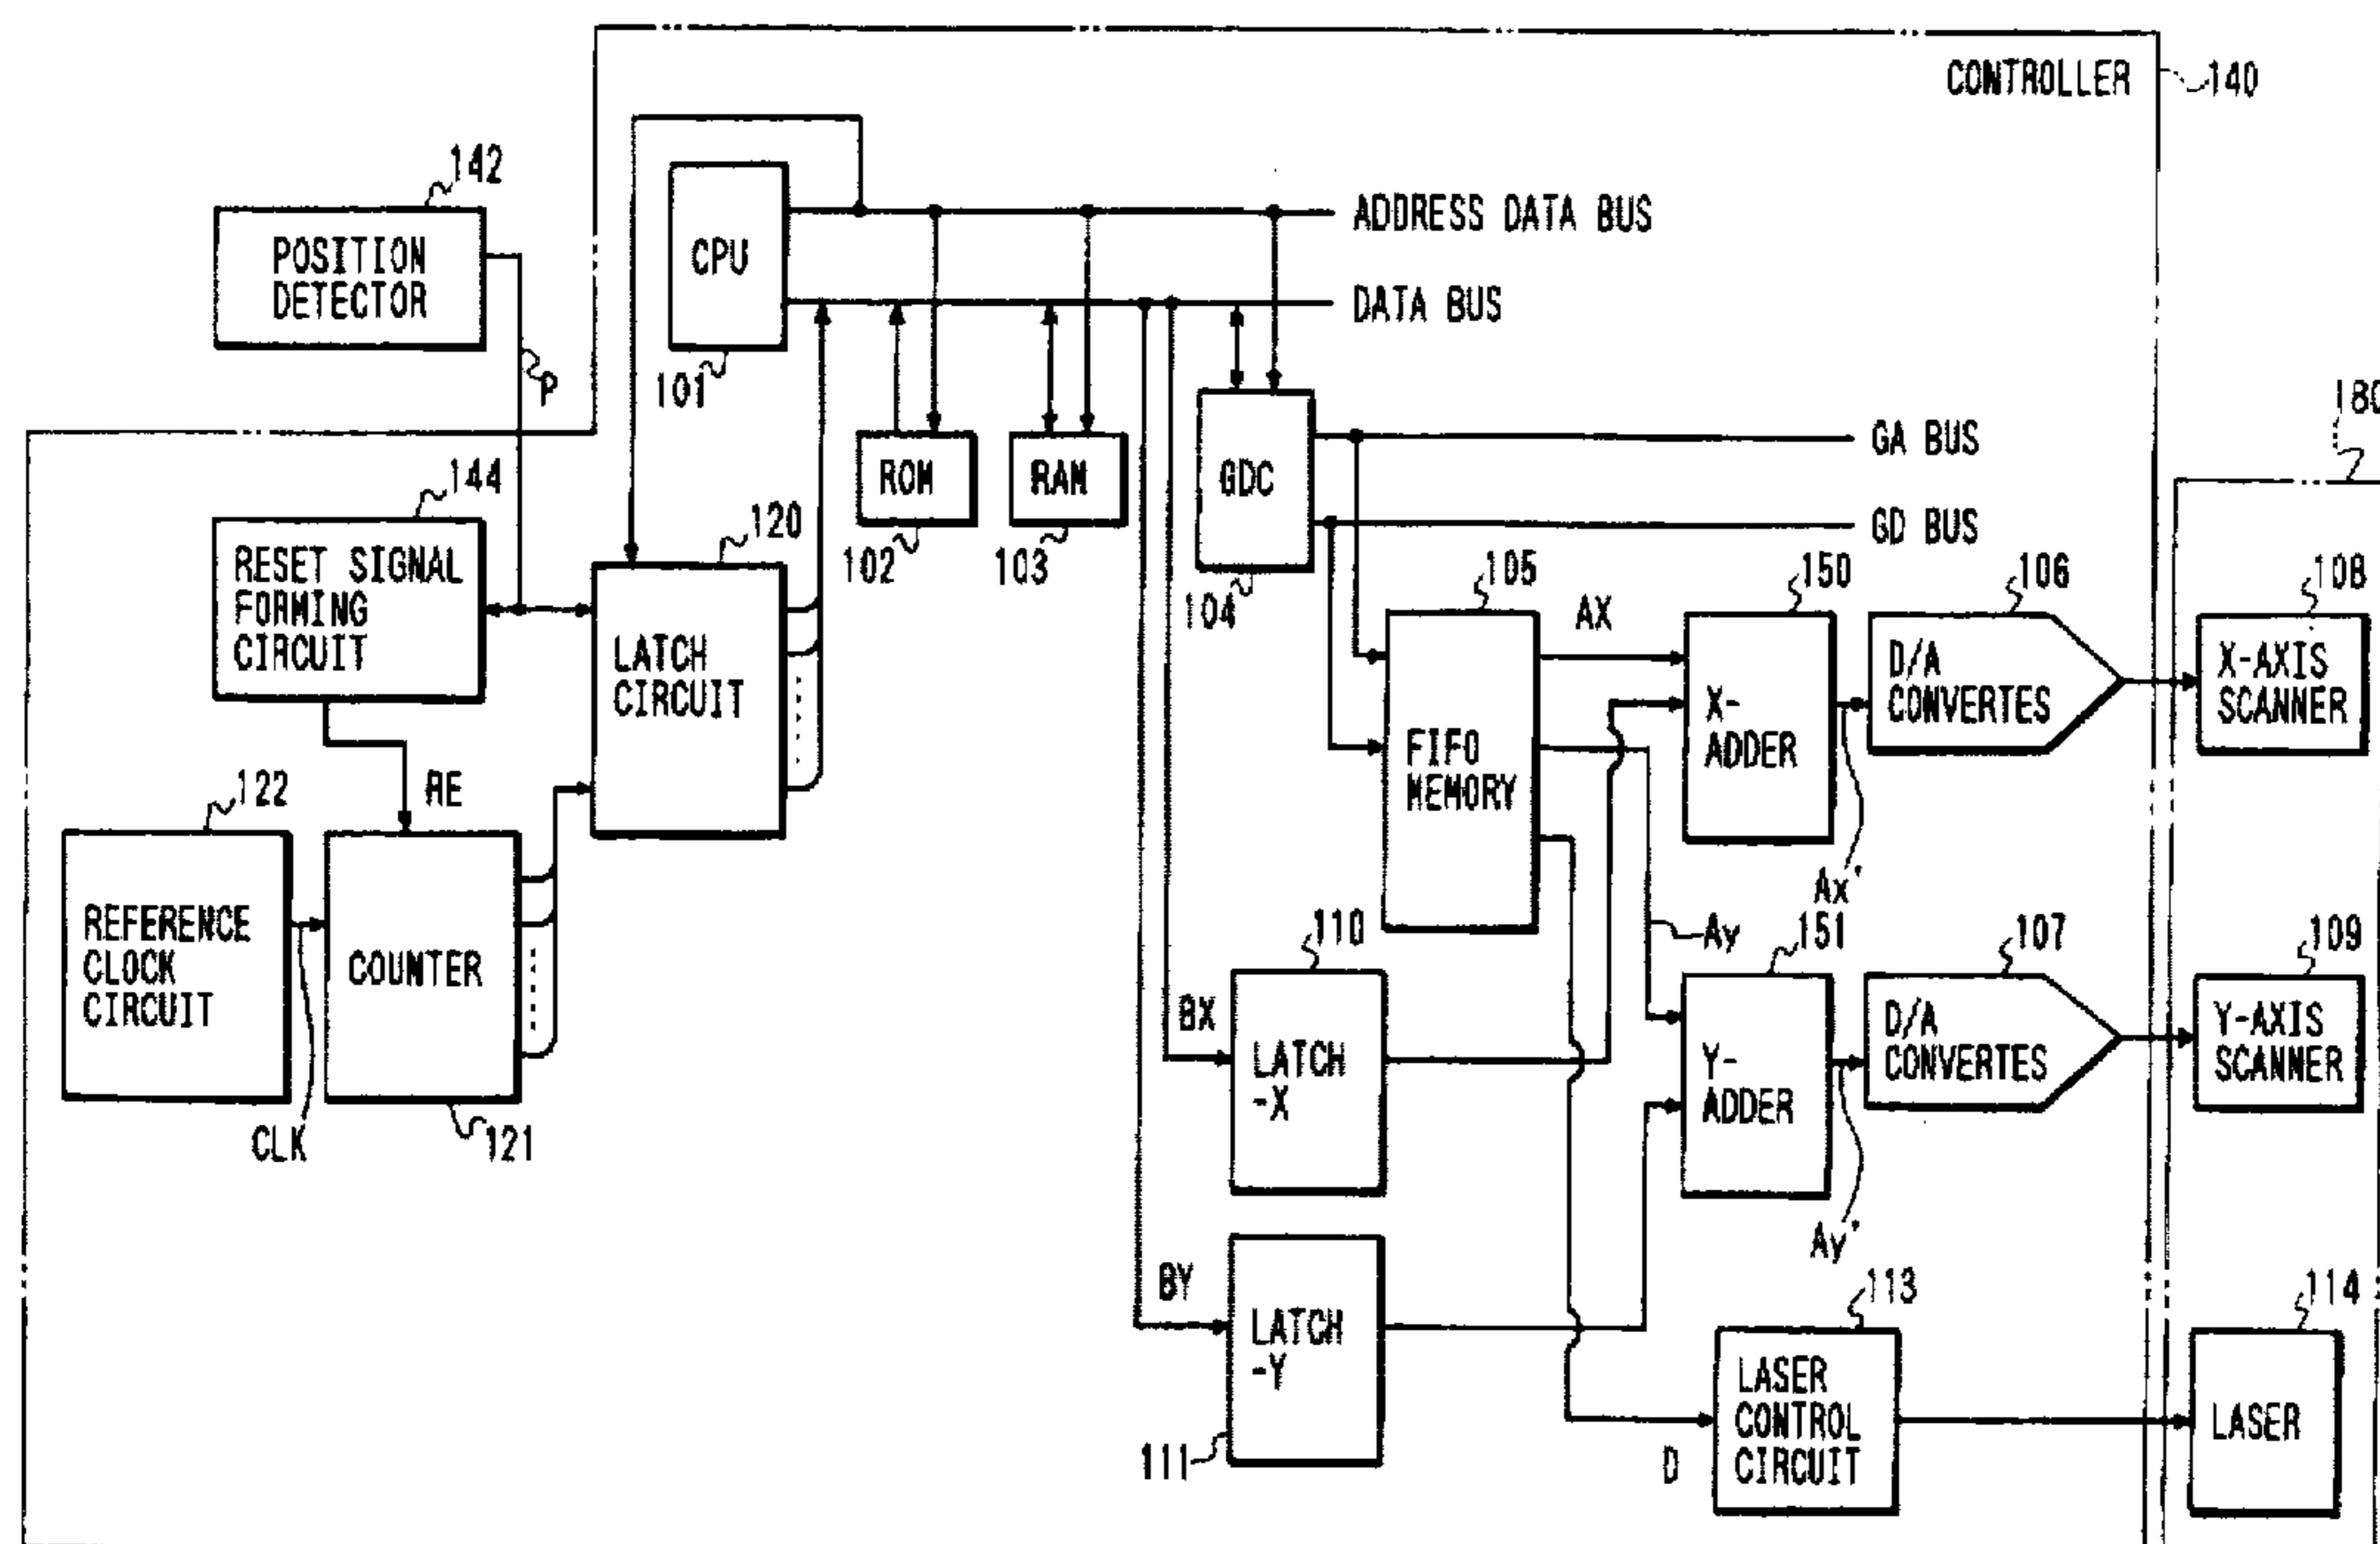 CONTROLLER
140
142
POSITION
DETECTOR
P
CPU
101
ADDRESS DATA BUS
DATA BUS
ROM
102
RAM
103
GDC
104
GA BUS
GD BUS
180
144
RESET SIGNAL
FORMING
CIRCUIT
120
LATCH
CIRCUIT
RE
122
REFERENCE
CLOCK
CIRCUIT
CLK
COUNTER
121
105
FIFO
MEMORY
AX
150
X-
ADDER
Ax'
106
D/A
CONVERTES
108
X-AXIS
SCANNER
Ay
151
Y-
ADDER
Ay'
107
D/A
CONVERTES
109
Y-AXIS
SCANNER
110
BX
LATCH
-X
BY
LATCH
-Y
111
D
113
LASER
CONTROL
CIRCUIT
114
LASER